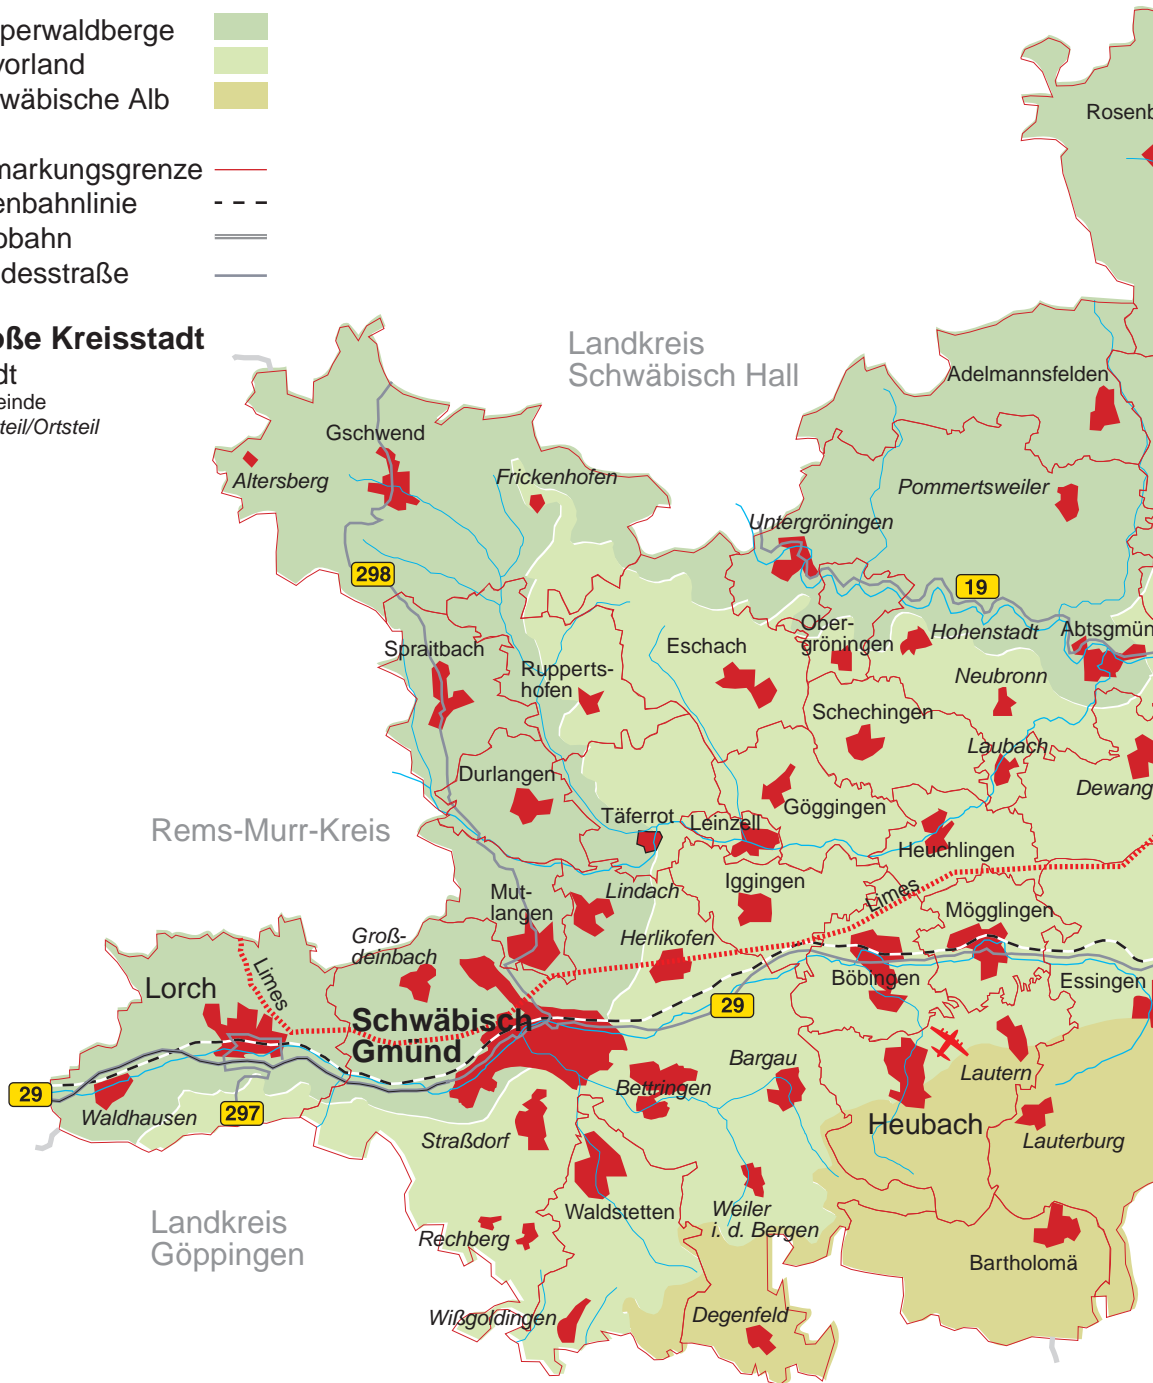 perwaldberge
vorland
wäbische Alb
markungsgrenze
enbahnlinie
obahn
desstraße
oße Kreisstadt
dt
einde
teil/Ortsteil
Rosenb
Landkreis
Schwäbisch Hall
Adelmannsfelden
Gschwend
Altersberg
Frickenhofen
Pommertsweiler
Untergröningen
298
19
Ober-
gröningen
Hohenstadt
Abtsgmün
Spraitbach
Eschach
Rupperts-
hofen
Neubronn
Schechingen
Laubach
Durlangen
Dewang
Göggingen
Täferrot
Leinzell
Rems-Murr-Kreis
Heuchlingen
Iggingen
Lindach
Limes
Mut-
langen
Mögglingen
Groß-
deinbach
Herlikofen
Limes
Lorch
Böbingen
Essingen
29
Schwäbisch
Gmünd
Bargau
Lautern
Bettringen
29
297
Waldhausen
Heubach
Straßdorf
Lauterburg
Landkreis
Göppingen
Waldstetten
Weiler
i. d. Bergen
Rechberg
Bartholomä
Wißgoldingen
Degenfeld